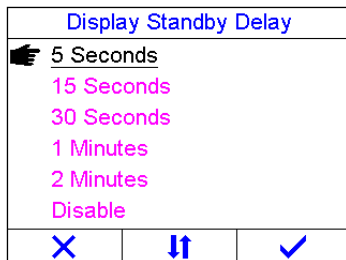 Display Standby Delay
5 Seconds
15 Seconds
30 Seconds
1 Minutes
2 Minutes
Disable